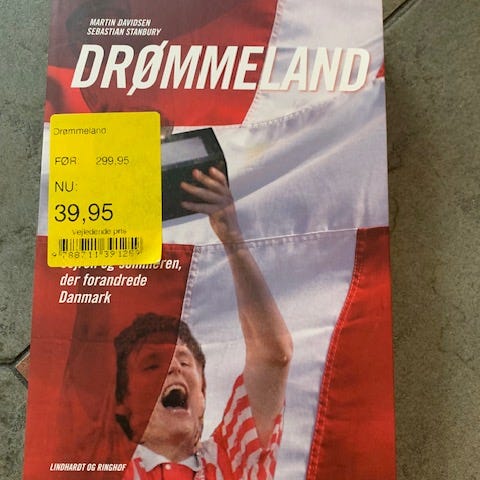 MARTIN DAVIDSEN
SEBASTIAN STANBURY
DRØMMELAND
Drømmeland
FØR 299,95
NU:
39,95
Vejledende pris
og sommeren,
der forandrede
Danmark
LINDHARDT OG RINGHOF